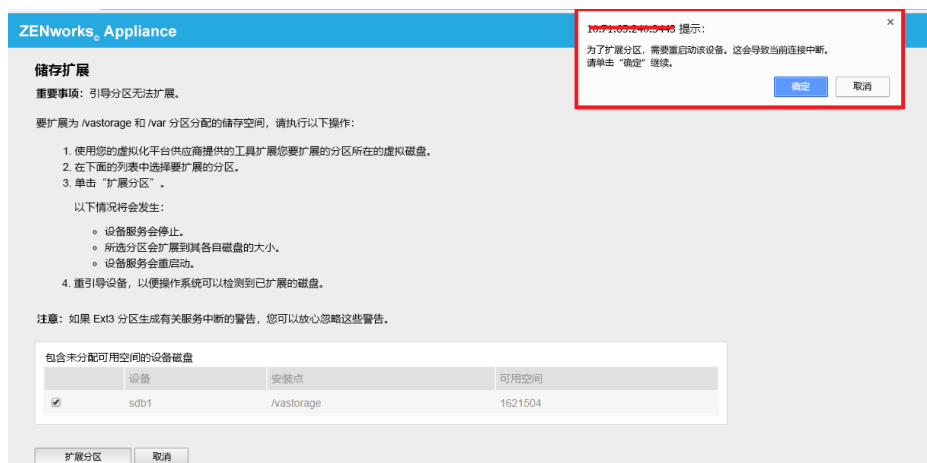 ZENworks® Appliance
10.71.65.240:9443 提示:
为了扩展分区，需要重启动该设备。这会导致当前连接中断。
请单击“确定”继续。
确定 取消
储存扩展
重要事项：引导分区无法扩展。
要扩展为 /vastorage 和 /var 分区分配的储存空间，请执行以下操作：
1. 使用您的虚拟化平台供应商提供的工具扩展您要扩展的分区所在的虚拟磁盘。
2. 在下面的列表中选择要扩展的分区。
3. 单击“扩展分区”。
以下情况将会发生：
设备服务会停止。
所选分区会扩展到其各自磁盘的大小。
设备服务会重启动。
4. 重引导设备，以便操作系统可以检测到已扩展的磁盘。
注意：如果 Ext3 分区生成有关服务中断的警告，您可以放心忽略这些警告。
包含未分配可用空间的设备磁盘
设备 安装点 可用空间
sdb1 /vastorage 1621504
扩展分区 取消